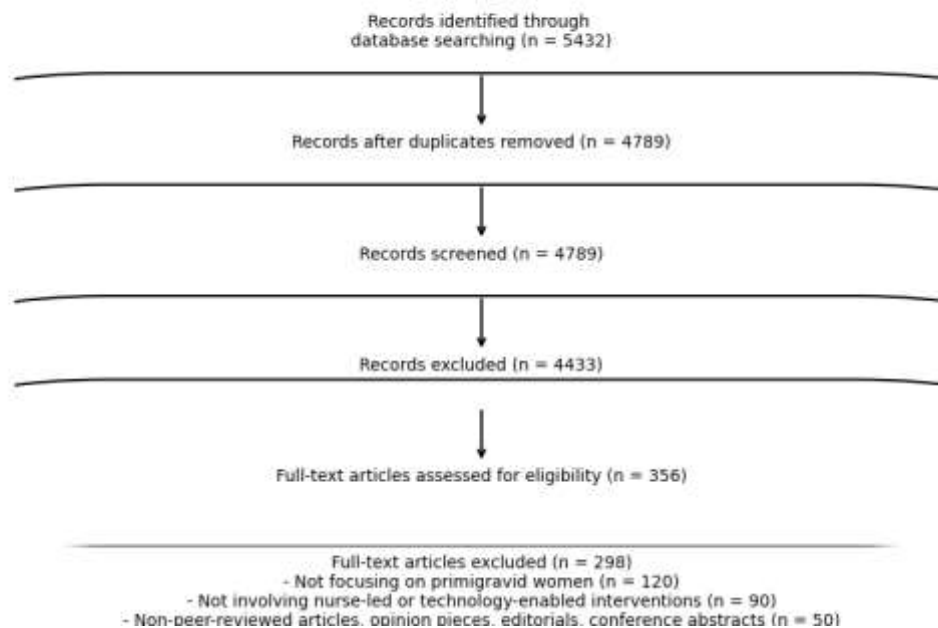 Records identified through
database searching (n = 5432)
Records after duplicates removed (n = 4789)
Records screened (n = 4789)
Records excluded (n = 4433)
Full-text articles assessed for eligibility (n = 356)
Full-text articles excluded (n = 298)
- Not focusing on primigravid women (n = 120)
- Not involving nurse-led or technology-enabled interventions (n = 90)
- Non-peer-reviewed articles, opinion pieces, editorials, conference abstracts (n = 50)